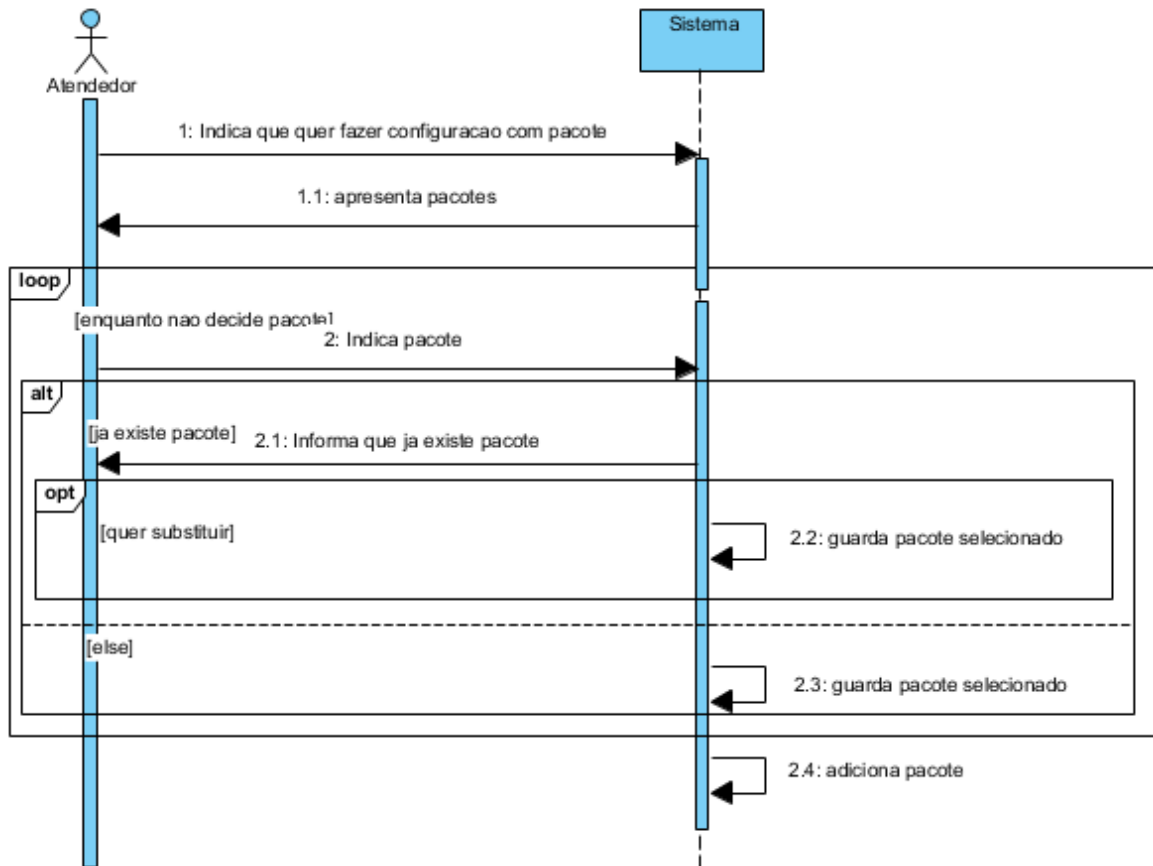 Sistema
Atendedor
1: Indica que quer fazer configuracao com pacote
1.1: apresenta pacotes
loop
[enquanto nao decide pacote]
2: Indica pacote
alt
[ja existe pacote]
2.1: Informa que ja existe pacote
opt
[quer substituir]
2.2: guarda pacote selecionado
[else]
2.3: guarda pacote selecionado
2.4: adiciona pacote